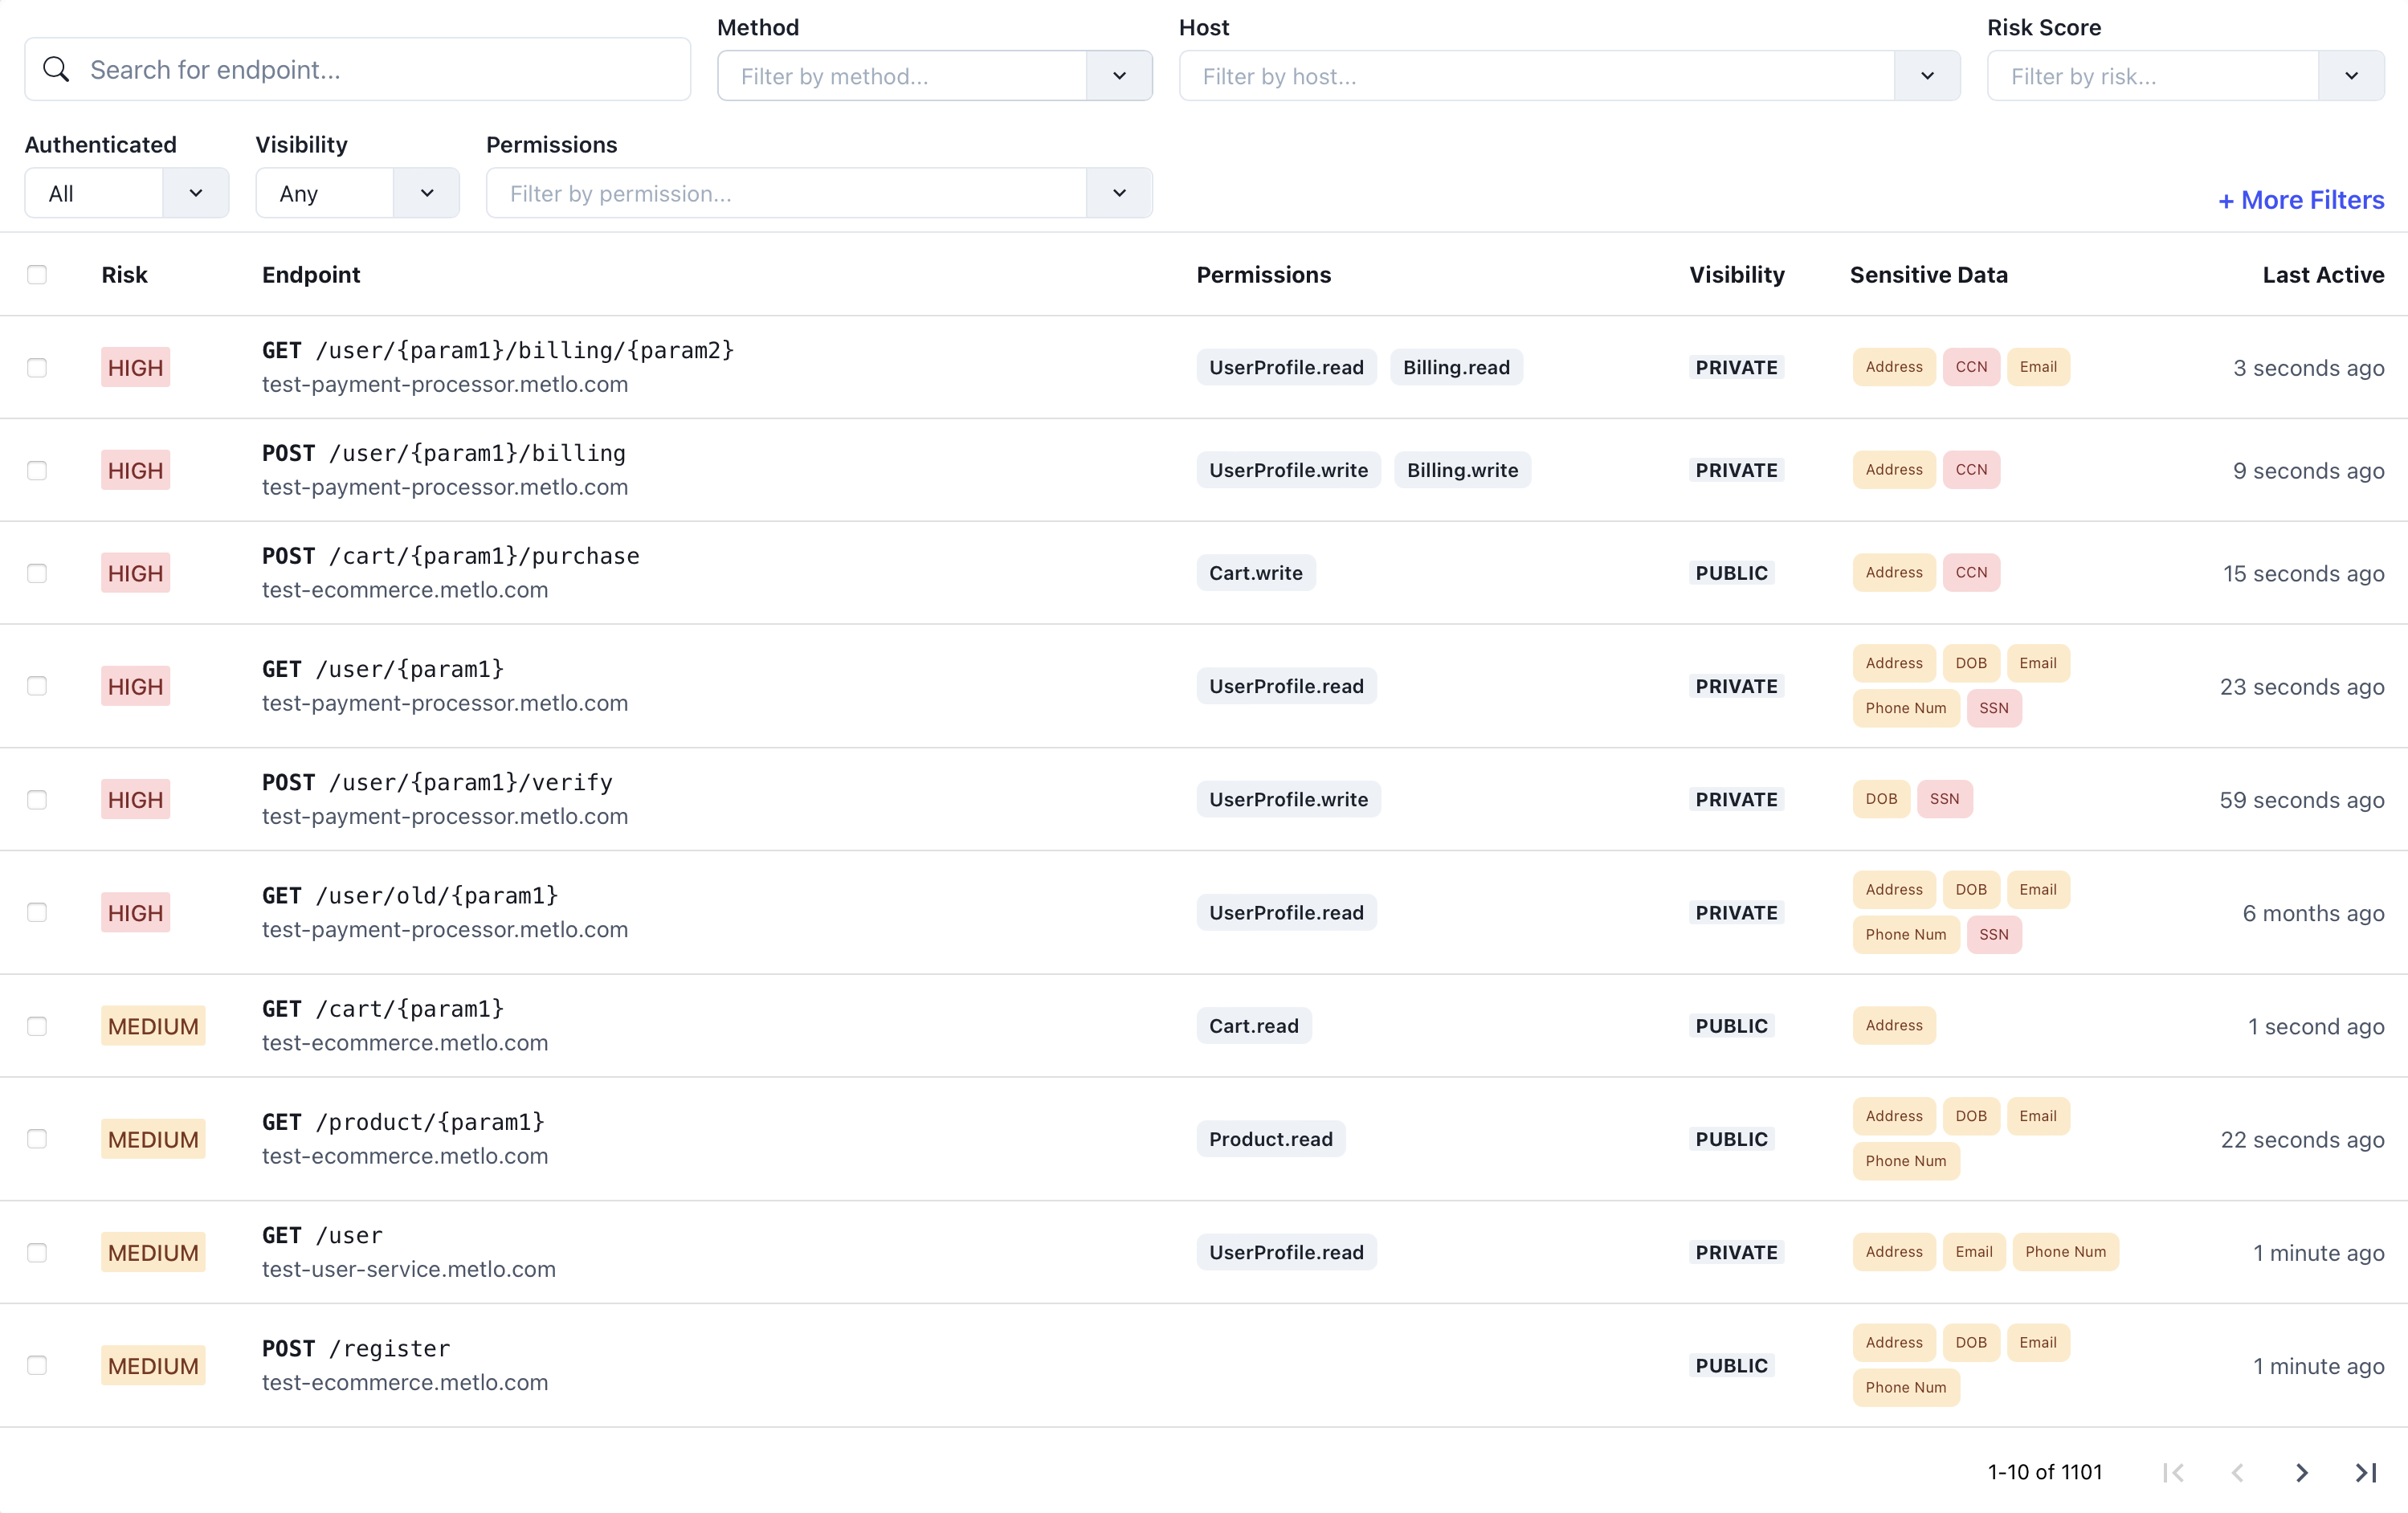 Search for endpoint...
Method
Filter by method...
Host
Filter by host...
Risk Score
Filter by risk...
Authenticated
All
Visibility
Any
Permissions
Filter by permission...
+ More Filters
Risk Endpoint Permissions Visibility Sensitive Data Last Active
HIGH
GET /user/{param1}/billing/{param2}
test-payment-processor.metlo.com
UserProfile.read Billing.read
PRIVATE
Address CCN Email
3 seconds ago
HIGH
POST /user/{param1}/billing
test-payment-processor.metlo.com
UserProfile.write Billing.write
PRIVATE
Address CCN
9 seconds ago
HIGH
POST /cart/{param1}/purchase
test-ecommerce.metlo.com
Cart.write
PUBLIC
Address CCN
15 seconds ago
HIGH
GET /user/{param1}
test-payment-processor.metlo.com
UserProfile.read
PRIVATE
Address DOB Email
Phone Num SSN
23 seconds ago
HIGH
POST /user/{param1}/verify
test-payment-processor.metlo.com
UserProfile.write
PRIVATE
DOB SSN
59 seconds ago
HIGH
GET /user/old/{param1}
test-payment-processor.metlo.com
UserProfile.read
PRIVATE
Address DOB Email
Phone Num SSN
6 months ago
MEDIUM
GET /cart/{param1}
test-ecommerce.metlo.com
Cart.read
PUBLIC
Address
1 second ago
MEDIUM
GET /product/{param1}
test-ecommerce.metlo.com
Product.read
PUBLIC
Address DOB Email
Phone Num
22 seconds ago
MEDIUM
GET /user
test-user-service.metlo.com
UserProfile.read
PRIVATE
Address Email Phone Num
1 minute ago
MEDIUM
POST /register
test-ecommerce.metlo.com
PUBLIC
Address DOB Email
Phone Num
1 minute ago
1-10 of 1101